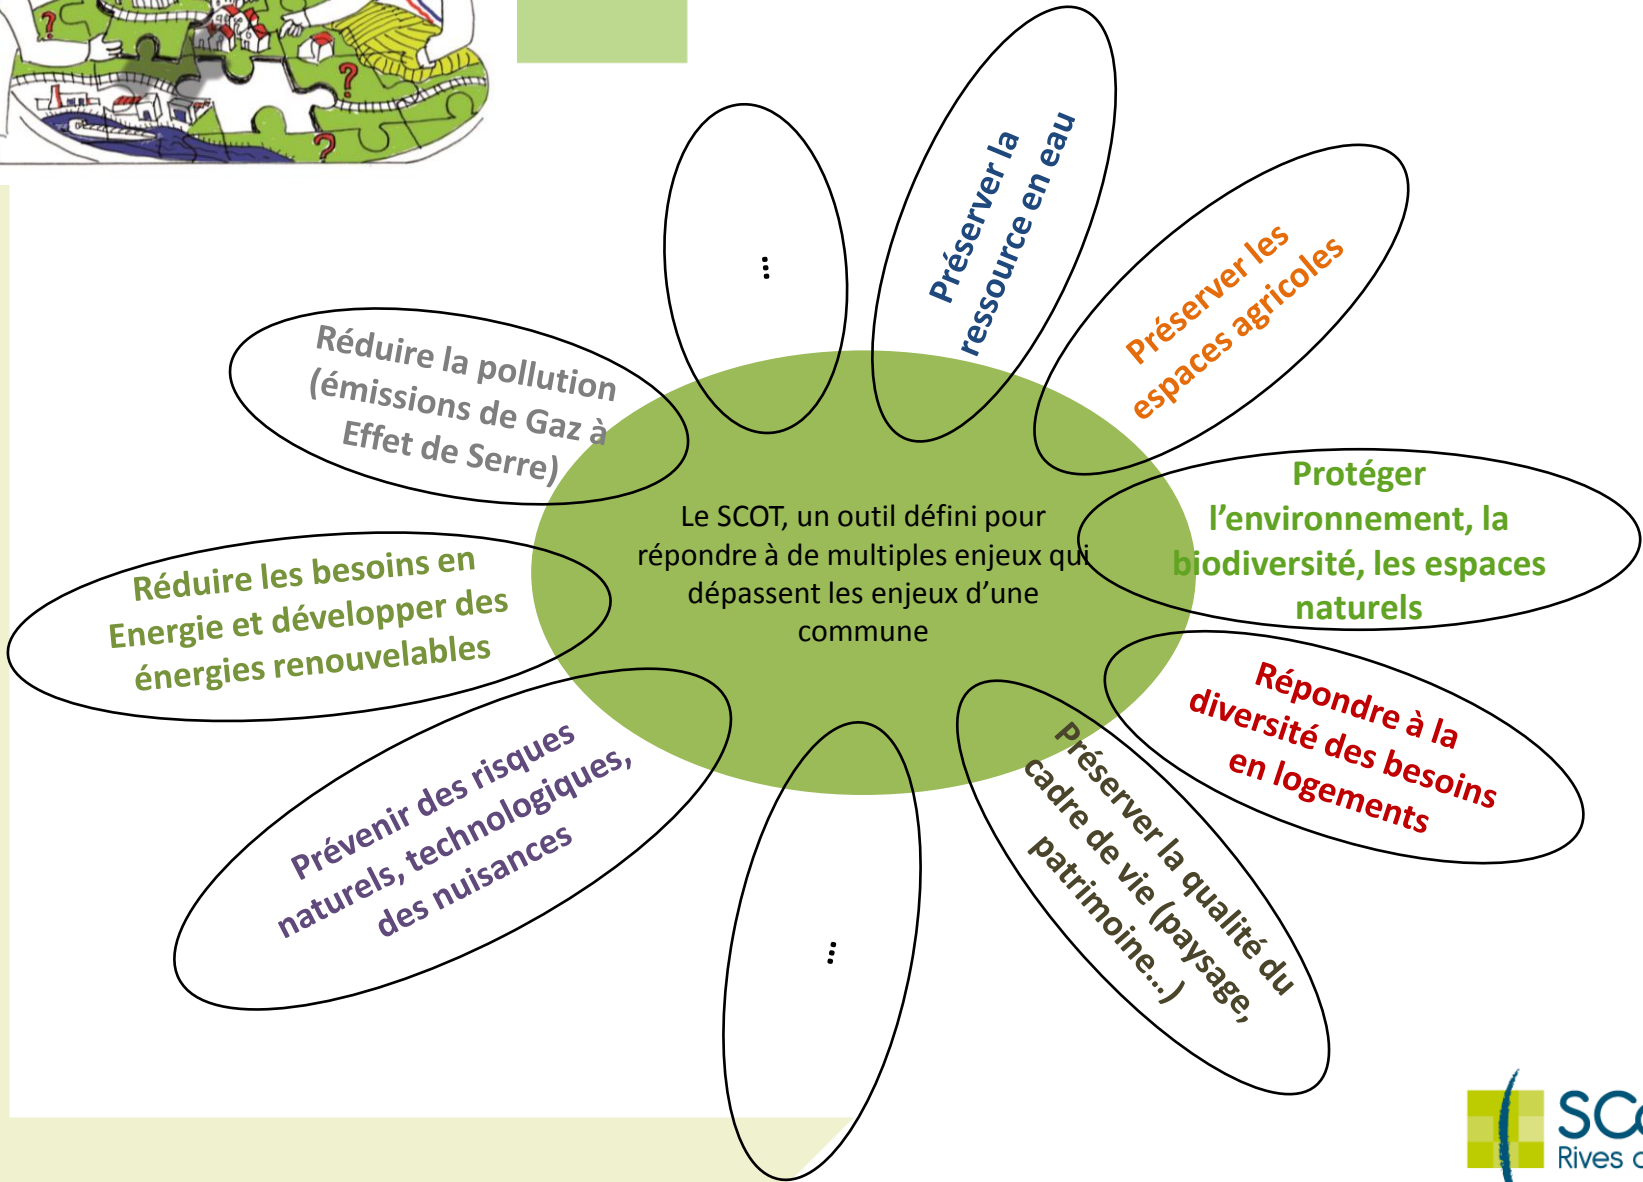 ?
?
?
...
Préserver la
ressource en eau
Préserver les
espaces agricoles
Réduire la pollution
(émissions de Gaz à
Effet de Serre)
Protéger
l’environnement, la
biodiversité, les espaces
naturels
Le SCOT, un outil défini pour
répondre à de multiples enjeux qui
dépassent les enjeux d’une
commune
Réduire les besoins en
Energie et développer des
énergies renouvelables
Répondre à la
diversité des besoins
en logements
Prévenir des risques
naturels, technologiques,
des nuisances
Préserver la qualité du
cadre de vie (paysage,
patrimoine...)
...
Rives